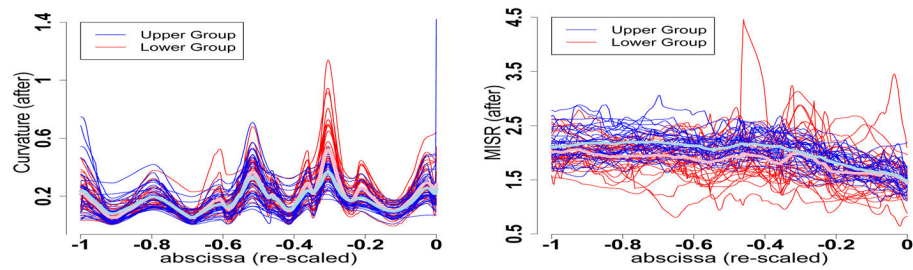 Curvature (after)
1.4
1
0.6
0.2
Upper Group
Lower Group
-1 -0.8 -0.6 -0.4 -0.2 0
abscissa (re-scaled)
MISR (after)
4.5
3.5
2.5
1.5
0.5
Upper Group
Lower Group
-1 -0.8 -0.6 -0.4 -0.2 0
abscissa (re-scaled)